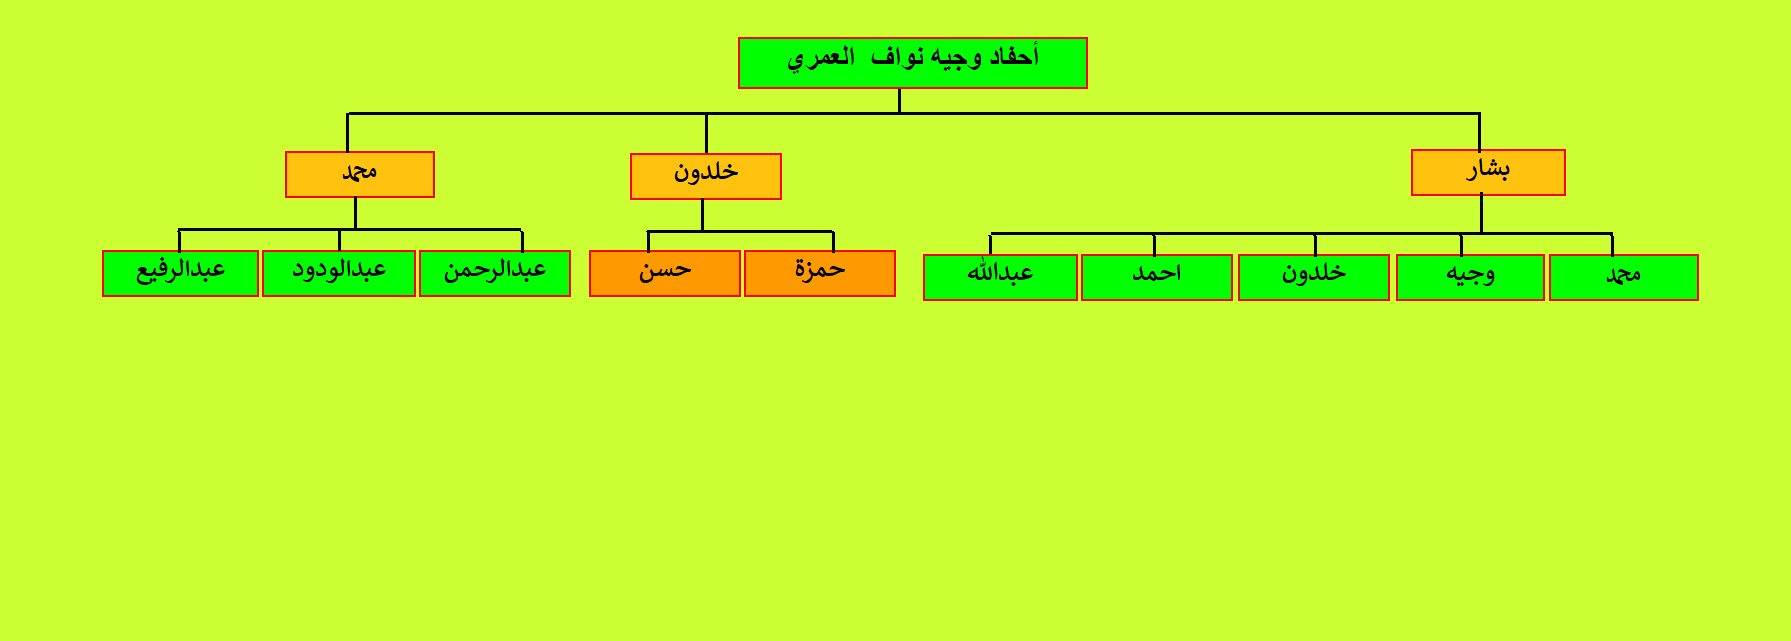 أحفاد وجيه نواف العمري
بشار
خلدون
محمد
محمد
وجيه
خلدون
احمد
عبدالله
حمزة
حسن
عبدالرحمن
عبدالودود
عبدالرفيع